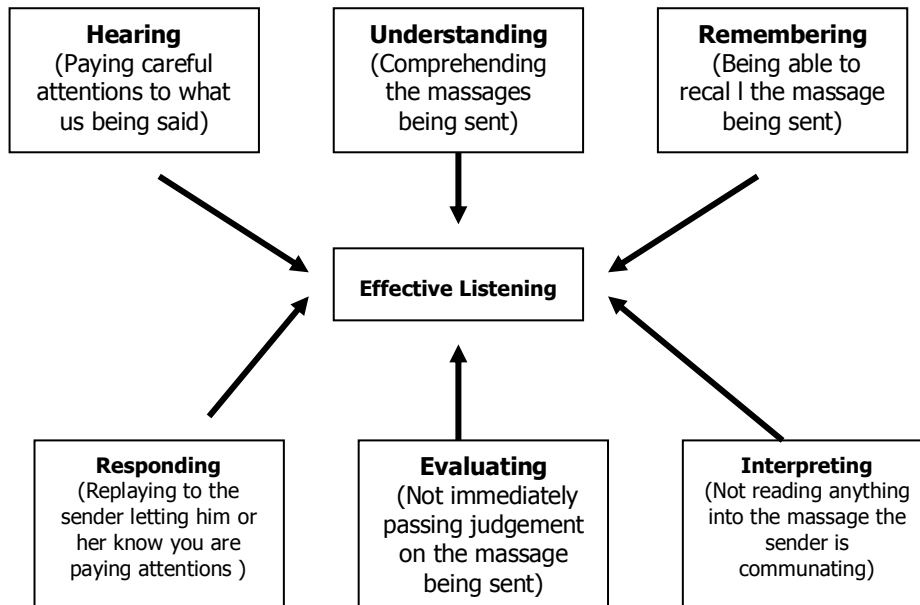 Hearing
(Paying careful
attentions to what
us being said)
Understanding
(Comprehending
the massages
being sent)
Remembering
(Being able to
recal l the massage
being sent)
Effective Listening
Responding
(Replaying to the
sender letting him or
her know you are
paying attentions )
Evaluating
(Not immediately
passing judgement
on the massage
being sent)
Interpreting
(Not reading anything
into the massage the
sender is
communating)